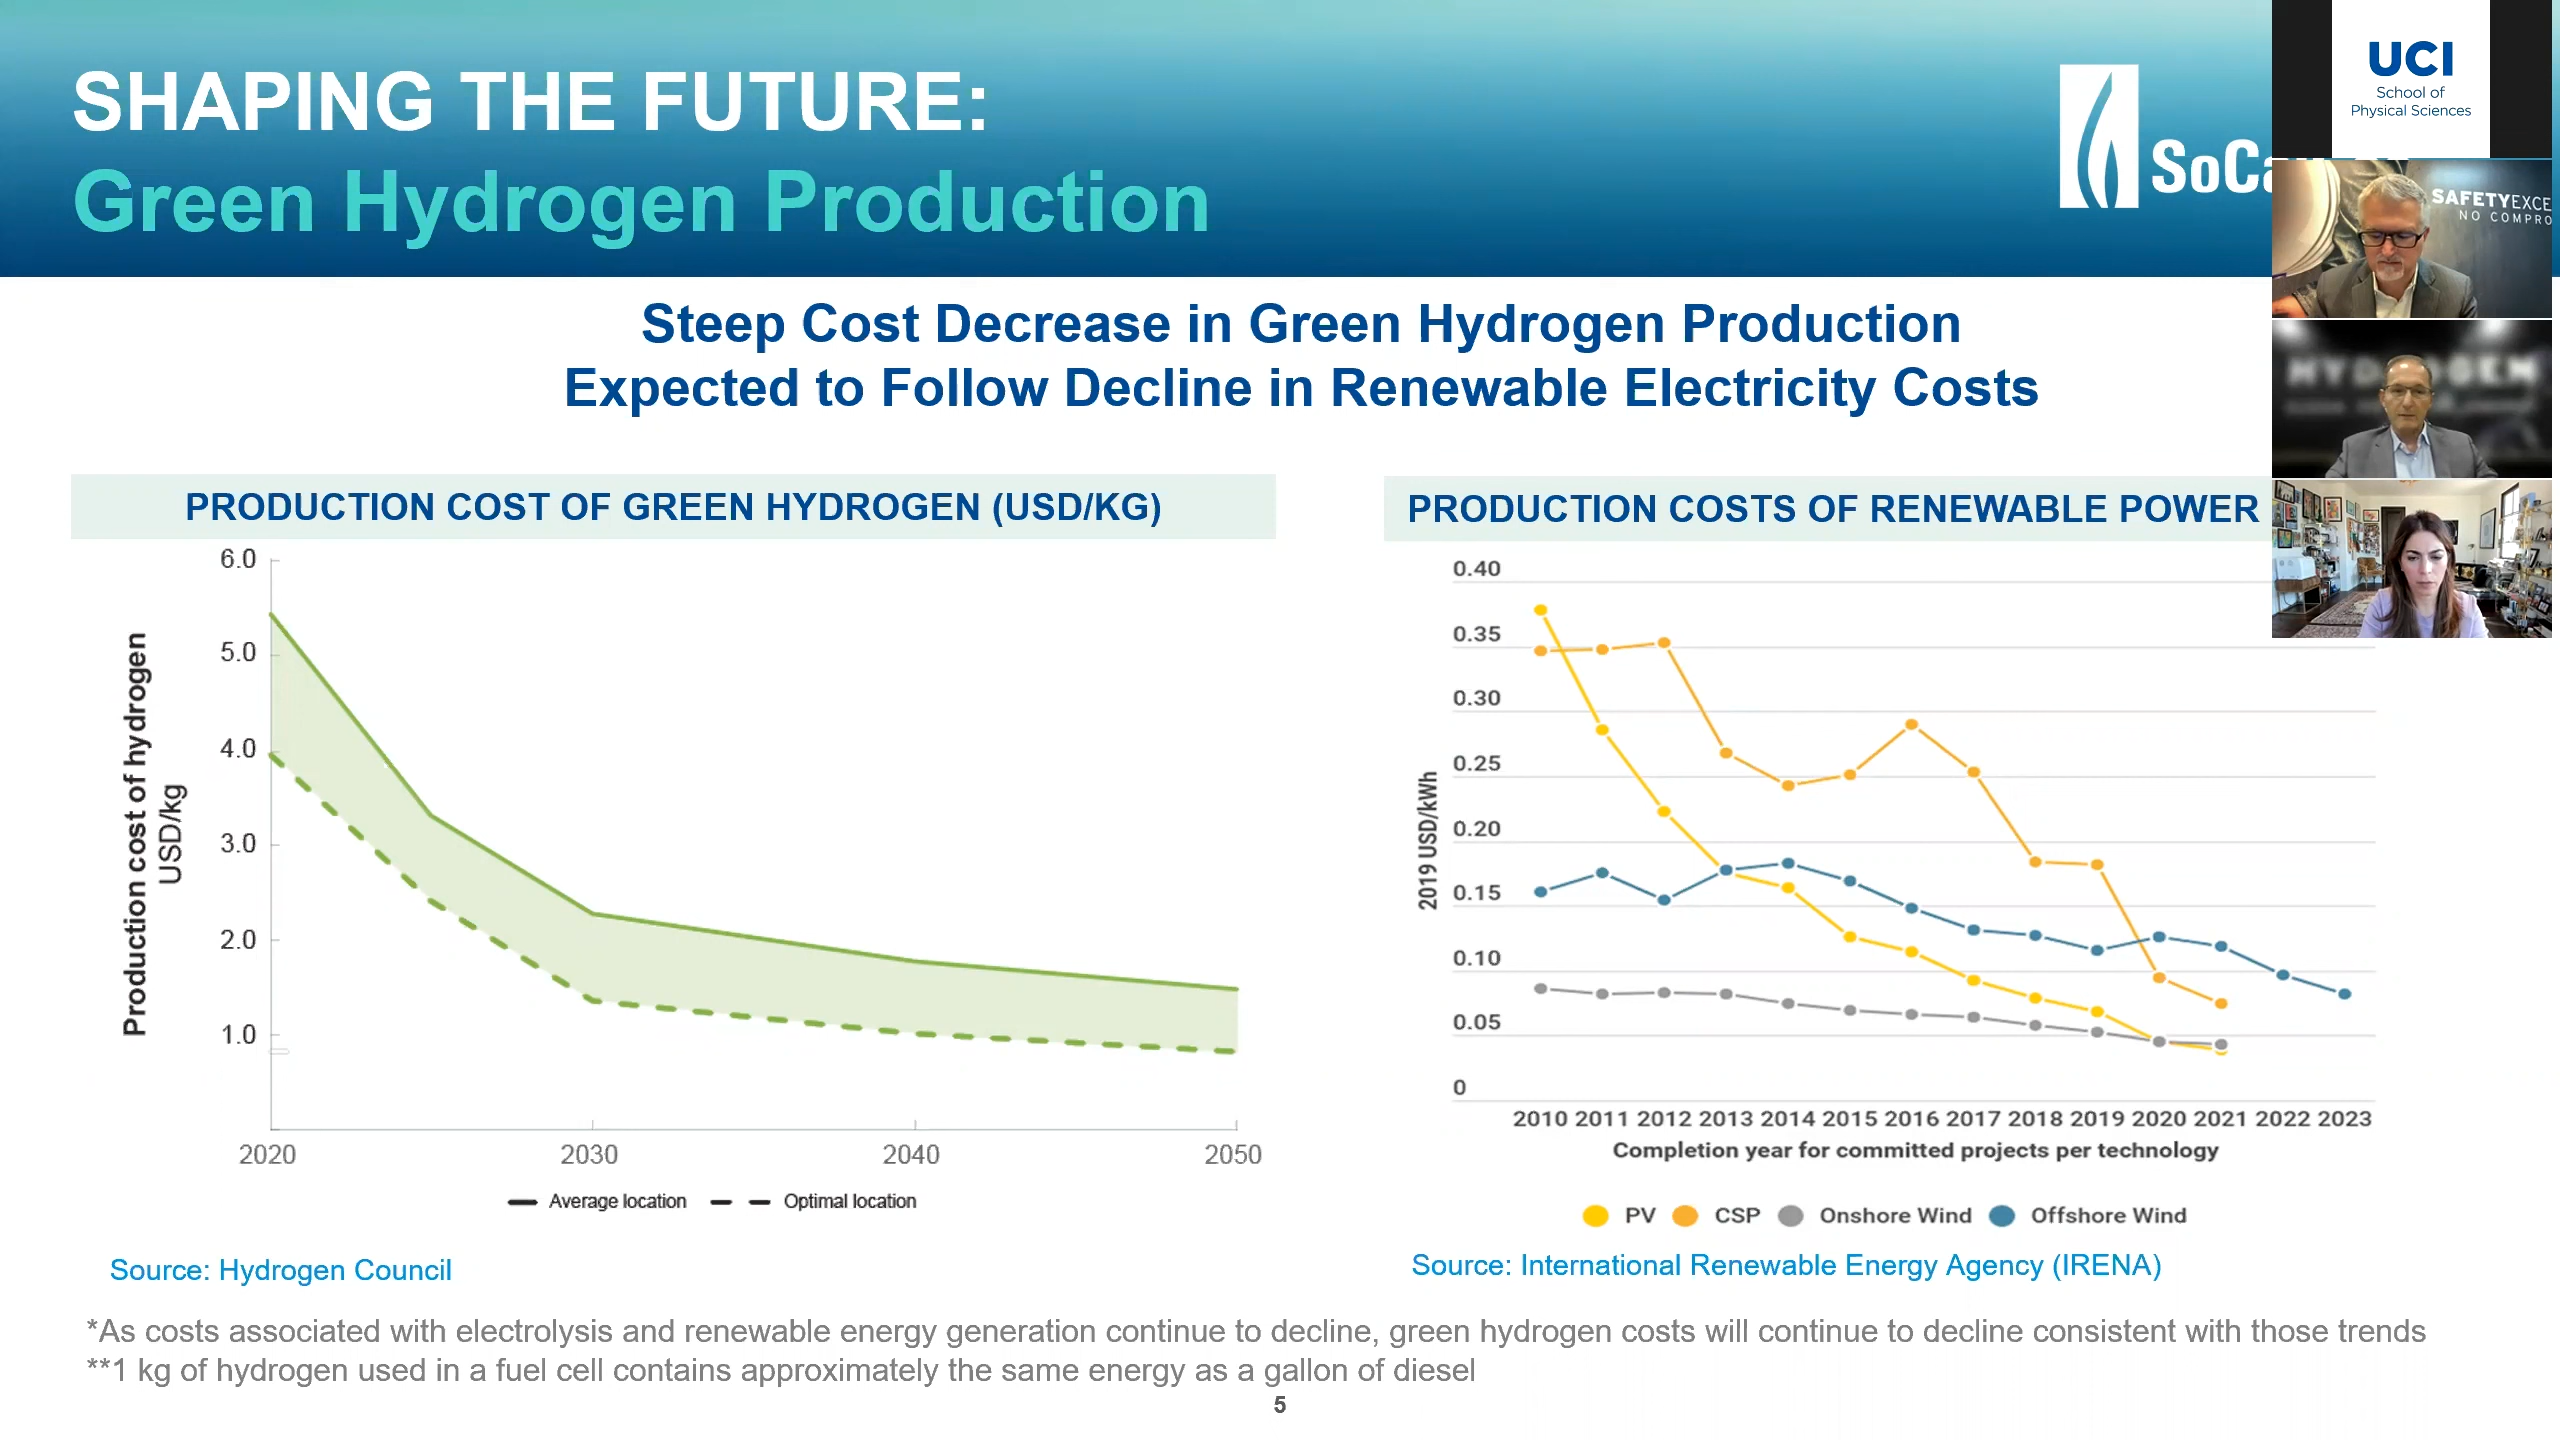 SHAPING THE FUTURE:
Green Hydrogen Production
UCI
School of
Physical Sciences
SAFETYEXCE
NO COMPRO
HYDROGEN
Steep Cost Decrease in Green Hydrogen Production
Expected to Follow Decline in Renewable Electricity Costs
PRODUCTION COST OF GREEN HYDROGEN (USD/KG)
Production cost of hydrogen
USD/kg
6.0
5.0
4.0
3.0
2.0
1.0
2020 2030 2040 2050
Average location Optimal location
Source: Hydrogen Council
PRODUCTION COSTS OF RENEWABLE POWER
2019 USD/kWh
0.40
0.35
0.30
0.25
0.20
0.15
0.10
0.05
0
2010 2011 2012 2013 2014 2015 2016 2017 2018 2019 2020 2021 2022 2023
Completion year for committed projects per technology
PV CSP Onshore Wind Offshore Wind
Source: International Renewable Energy Agency (IRENA)
*As costs associated with electrolysis and renewable energy generation continue to decline, green hydrogen costs will continue to decline consistent with those trends
**1 kg of hydrogen used in a fuel cell contains approximately the same energy as a gallon of diesel
5